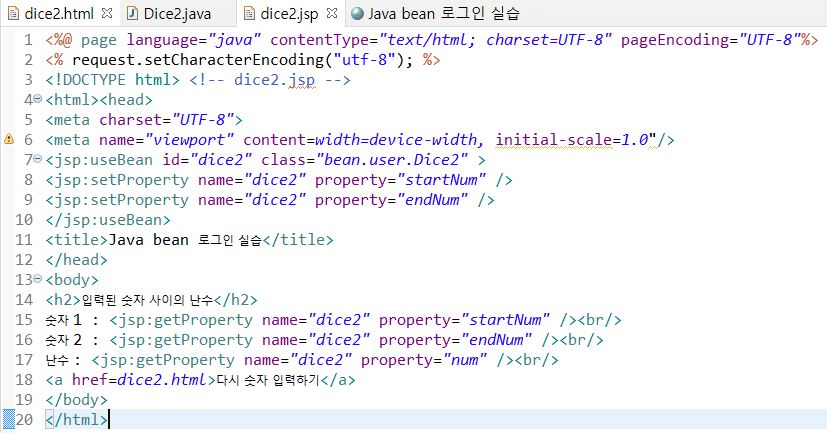 dice2.html Dice2.java dice2.jsp Java bean 로그인 실습
1 <%@ page language="java" contentType="text/html; charset=UTF-8" pageEncoding="UTF-8"%>
2 <% request.setCharacterEncoding("utf-8"); %>
3 <!DOCTYPE html> <!-- dice2.jsp -->
4 <html><head>
5 <meta charset="UTF-8">
6 <meta name="viewport" content=width=device-width, initial-scale=1.0"/>
7 <jsp:useBean id="dice2" class="bean.user.Dice2" >
8 <jsp:setProperty name="dice2" property="startNum" />
9 <jsp:setProperty name="dice2" property="endNum" />
10 </jsp:useBean>
11 <title>Java bean 로그인 실습</title>
12 </head>
13 <body>
14 <h2>입력된 숫자 사이의 난수</h2>
15 숫자 1 : <jsp:getProperty name="dice2" property="startNum" /><br/>
16 숫자 2 : <jsp:getProperty name="dice2" property="endNum" /><br/>
17 난수 : <jsp:getProperty name="dice2" property="num" /><br/>
18 <a href=dice2.html>다시 숫자 입력하기</a>
19 </body>
20 </html>